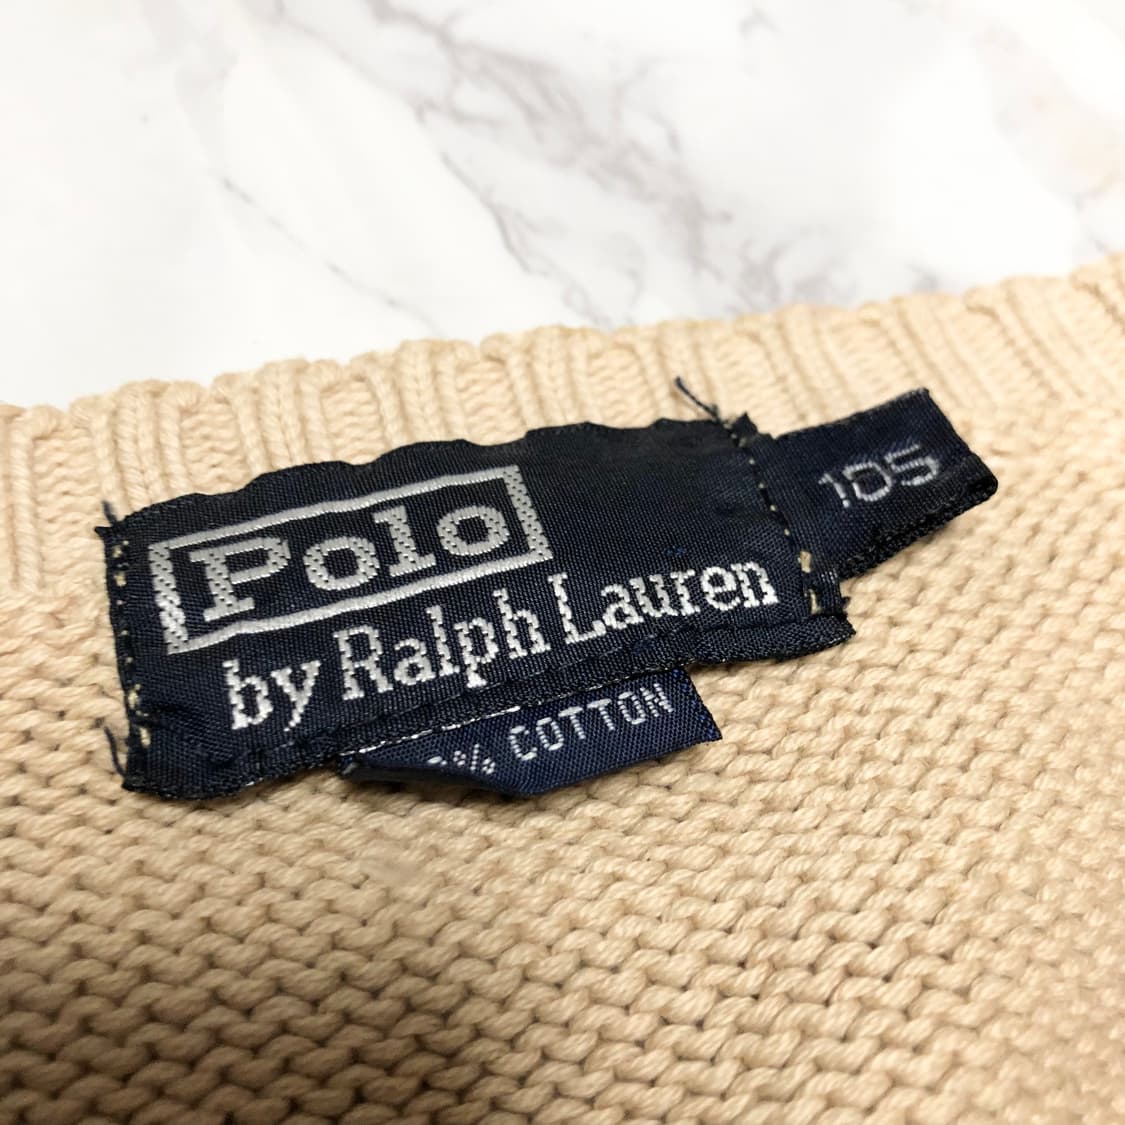 Polo
by Ralph Lauren
105
% COTTON